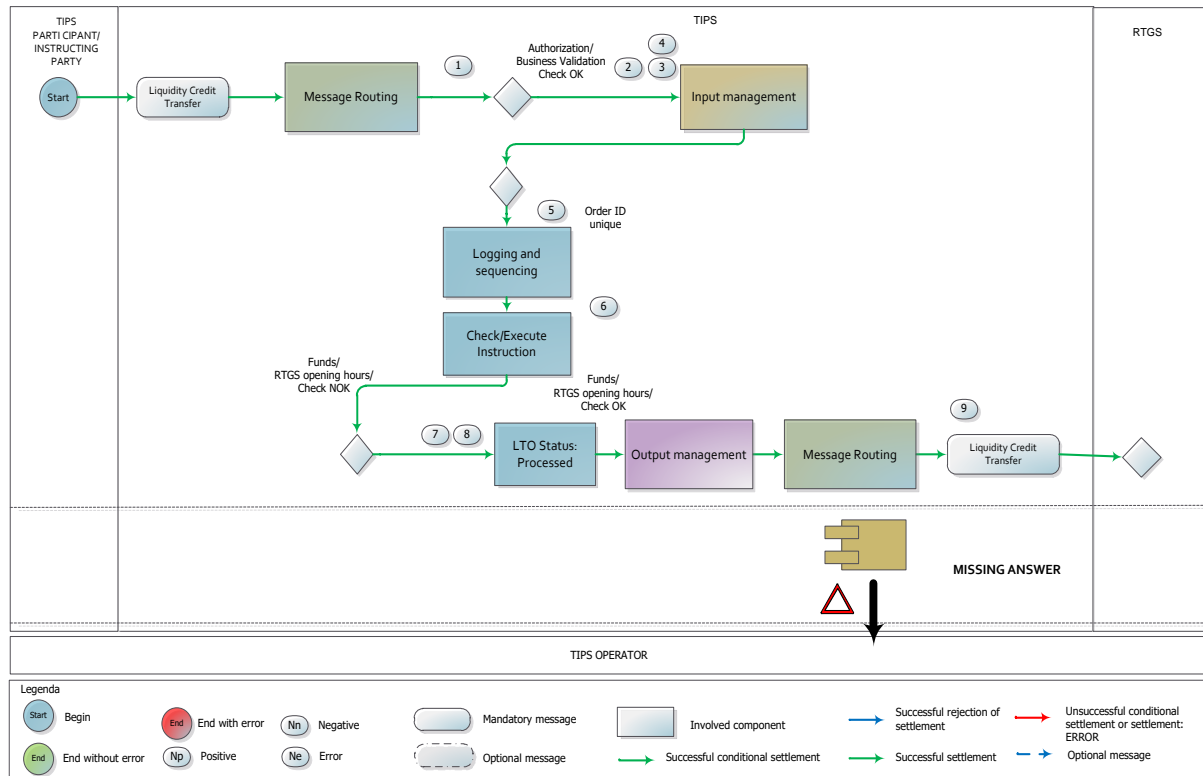 TIPS
PARTICIPANT/
INSTRUCTING
PARTY
TIPS
RTGS
Start
Liquidity Credit
Transfer
Message Routing
1
Authorization/
Business Validation
Check OK
2
4
3
Input management
5
Order ID
unique
Logging and
sequencing
6
Check/Execute
Instruction
Funds/
RTGS opening hours/
Check NOK
Funds/
RTGS opening hours/
Check OK
7
8
LTO Status:
Processed
Output management
Message Routing
9
Liquidity Credit
Transfer
MISSING ANSWER
TIPS OPERATOR
Legenda
Start
Begin
End
End with error
Nn
Negative
Mandatory message
Involved component
Successful rejection of
settlement
Unsuccessful conditional
settlement or settlement:
ERROR
End
End without error
Np
Positive
Ne
Error
Optional message
Successful conditional settlement
Successful settlement
Optional message